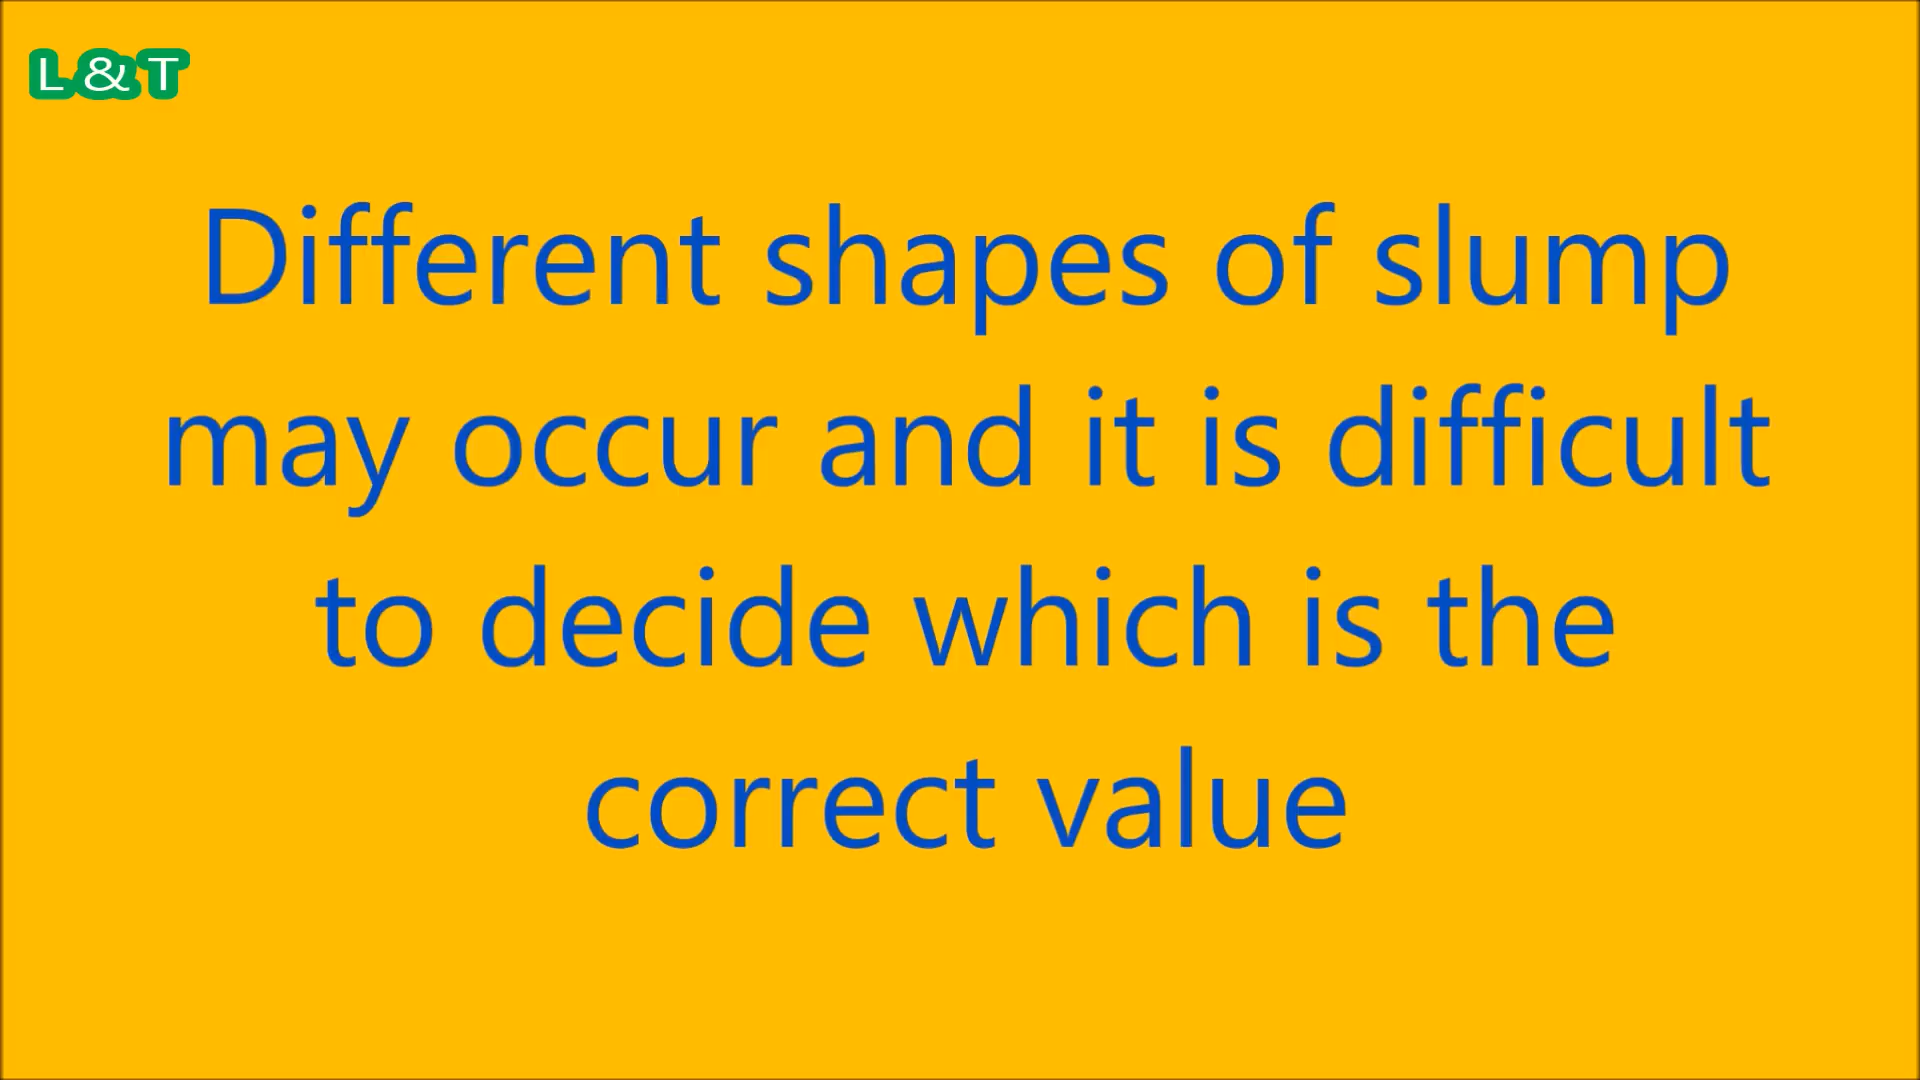 L & T
Different shapes of slump
may occur and it is difficult
to decide which is the
correct value